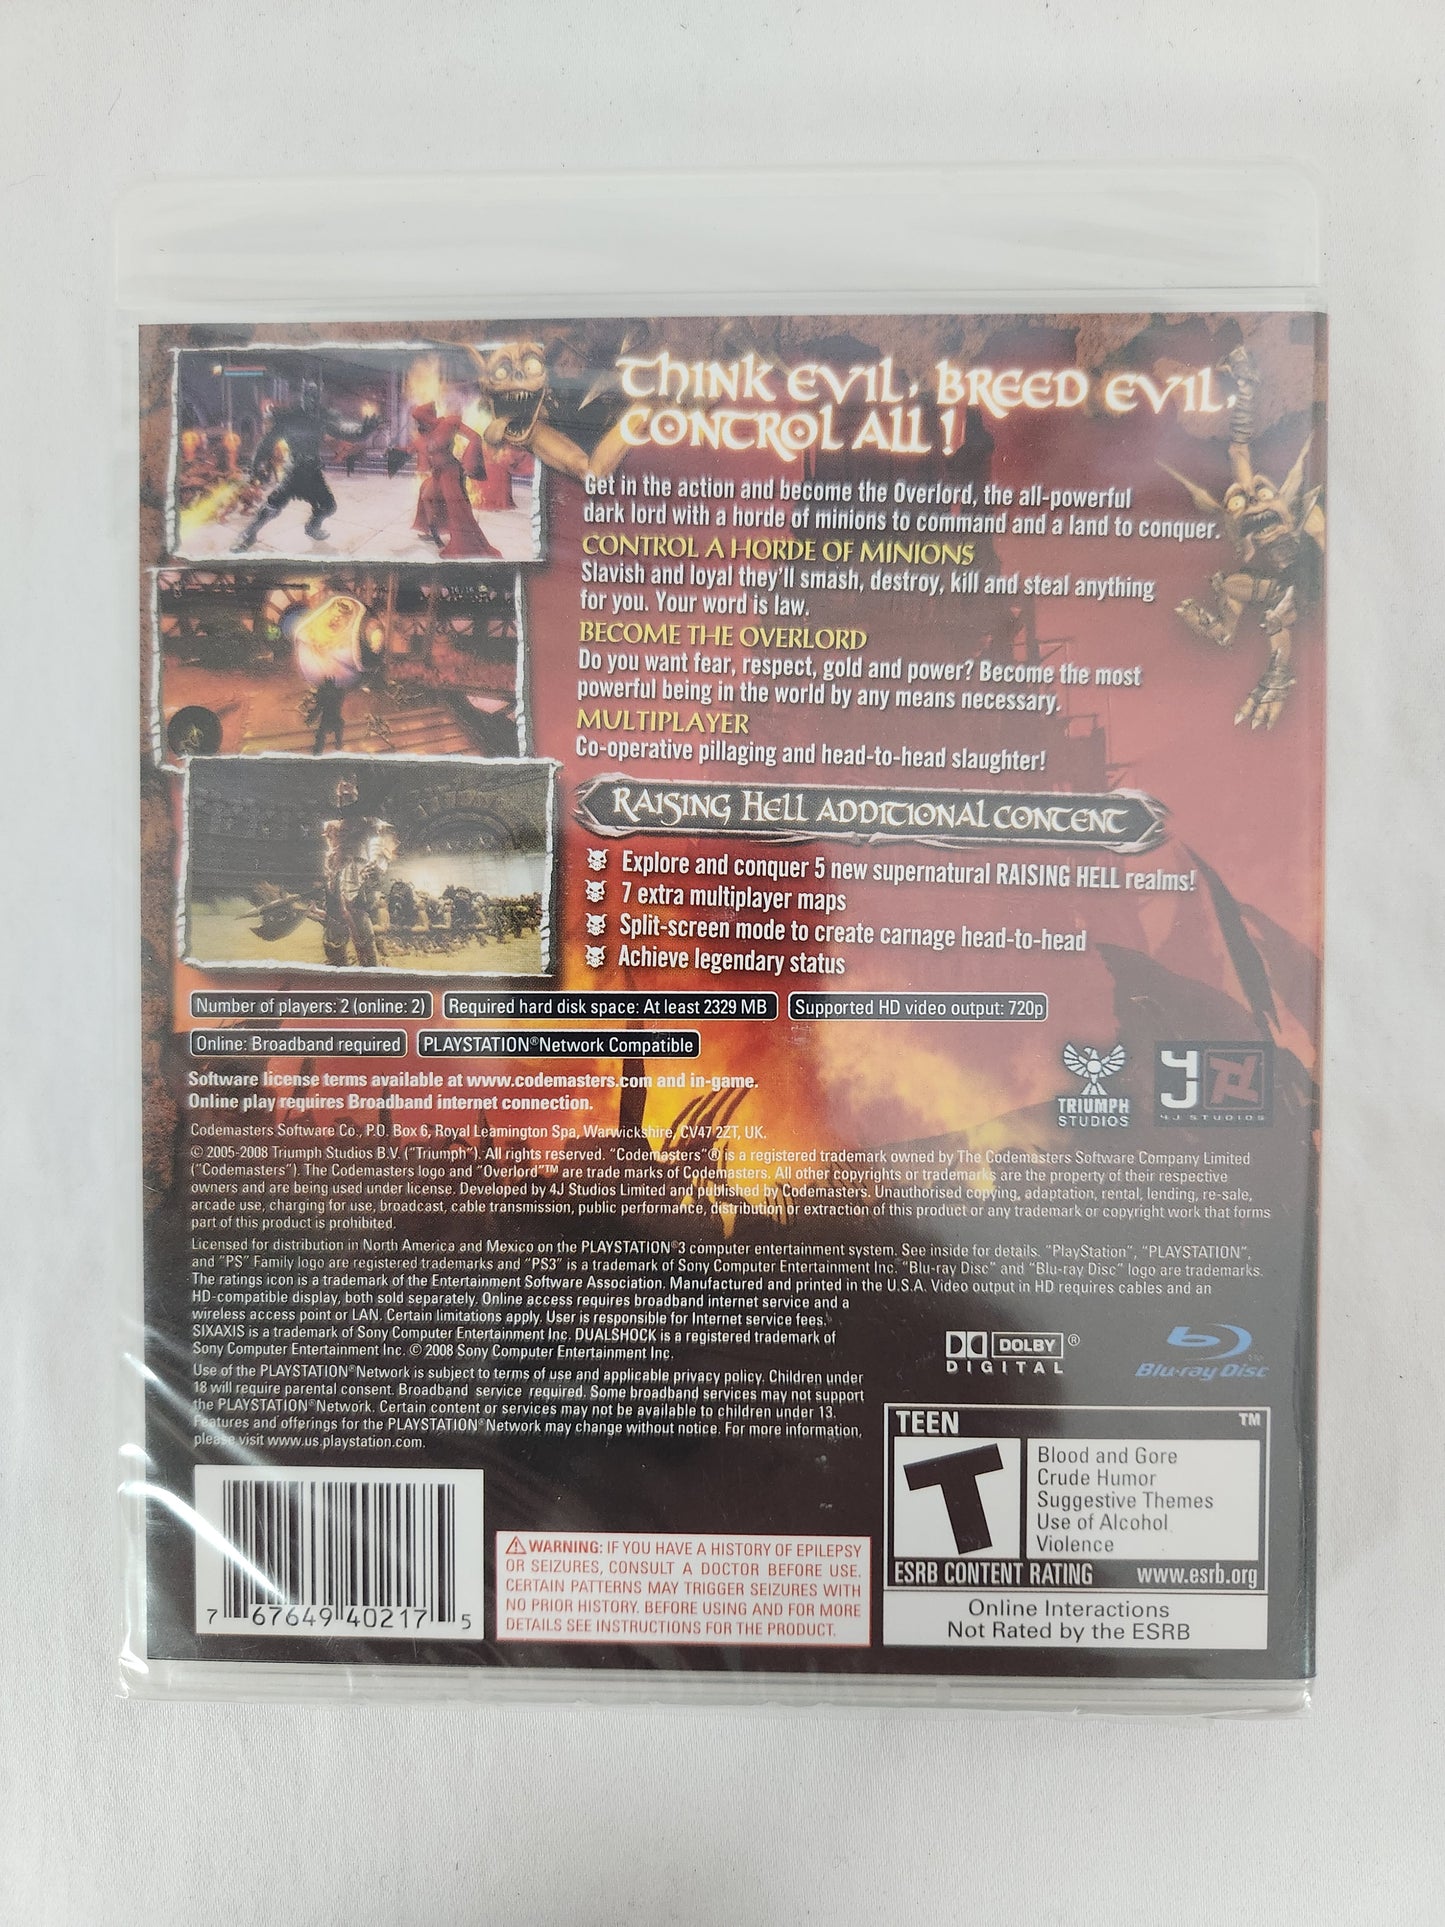 Think Evil, Breed Evil,
Control All!
Get in the action and become the Overlord, the all-powerful
dark lord with a horde of minions to command and a land to conquer.
CONTROL A HORDE OF MINIONS
Slavish and loyal they'll smash, destroy, kill and steal anything
for you. Your word is law.
BECOME THE OVERLORD
Do you want fear, respect, gold and power? Become the most
powerful being in the world by any means necessary.
MULTIPLAYER
Co-operative pillaging and head-to-head slaughter!
Raising Hell Additional Content
Explore and conquer 5 new supernatural RAISING HELL realms!
7 extra multiplayer maps
Split-screen mode to create carnage head-to-head
Achieve legendary status
Number of players: 2 (online: 2)
Required hard disk space: At least 2329 MB
Supported HD video output: 720p
Online: Broadband required
PLAYSTATION®Network Compatible
Software license terms available at www.codemasters.com and in-game.
Online play requires Broadband internet connection.
TRIUMPH
STUDIOS
4J
4J STUDIOS
Codemasters Software Co., P.O. Box 6, Royal Leamington Spa, Warwickshire, CV47 2ZT, UK.
© 2005-2008 Triumph Studios B.V. ("Triumph"). All rights reserved. "Codemasters"® is a registered trademark owned by The Codemasters Software Company Limited
("Codemasters"). The Codemasters logo and "Overlord"™ are trade marks of Codemasters. All other copyrights or trademarks are the property of their respective
owners and are being used under license. Developed by 4J Studios Limited and published by Codemasters. Unauthorised copying, adaptation, rental, lending, re-sale,
arcade use, charging for use, broadcast, cable transmission, public performance, distribution or extraction of this product or any trademark or copyright work that forms
part of this product is prohibited.
Licensed for distribution in North America and Mexico on the PLAYSTATION®3 computer entertainment system. See inside for details. "PlayStation", "PLAYSTATION",
and "PS" Family logo are registered trademarks and "PS3" is a trademark of Sony Computer Entertainment Inc. "Blu-ray Disc" and "Blu-ray Disc" logo are trademarks.
The ratings icon is a trademark of the Entertainment Software Association. Manufactured and printed in the U.S.A. Video output in HD requires cables and an
HD-compatible display, both sold separately. Online access requires broadband internet service and a
wireless access point or LAN. Certain limitations apply. User is responsible for Internet service fees.
SIXAXIS is a trademark of Sony Computer Entertainment Inc. DUALSHOCK is a registered trademark of
Sony Computer Entertainment Inc. © 2008 Sony Computer Entertainment Inc.
DOLBY®
DIGITAL
Blu-ray Disc™
Use of the PLAYSTATION®Network is subject to terms of use and applicable privacy policy. Children under
18 will require parental consent. Broadband service required. Some broadband services may not support
the PLAYSTATION®Network. Certain content or services may not be available to children under 13.
Features and offerings for the PLAYSTATION®Network may change without notice. For more information,
please visit www.us.playstation.com.
TEEN ™
T
Blood and Gore
Crude Humor
Suggestive Themes
Use of Alcohol
Violence
ESRB CONTENT RATING www.esrb.org
Online Interactions
Not Rated by the ESRB
7 67649 40217 5
WARNING: IF YOU HAVE A HISTORY OF EPILEPSY
OR SEIZURES, CONSULT A DOCTOR BEFORE USE.
CERTAIN PATTERNS MAY TRIGGER SEIZURES WITH
NO PRIOR HISTORY. BEFORE USING AND FOR MORE
DETAILS SEE INSTRUCTIONS FOR THE PRODUCT.